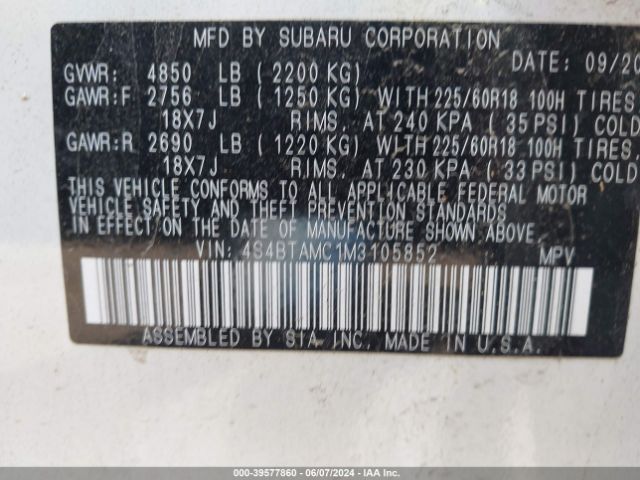 MFD BY SUBARU CORPORATION
DATE: 09/20
GVWR: 4850 LB ( 2200 KG)
GAWR:F 2756 LB ( 1250 KG) WITH 225/60R18 100H TIRES
18X7J RIMS, AT 240 KPA ( 35 PSI) COLD
GAWR:R 2690 LB ( 1220 KG) WITH 225/60R18 100H TIRES
18X7J RIMS, AT 230 KPA ( 33 PSI) COLD
THIS VEHICLE CONFORMS TO ALL APPLICABLE FEDERAL MOTOR
VEHICLE SAFETY AND THEFT PREVENTION STANDARDS
IN EFFECT ON THE DATE OF MANUFACTURE SHOWN ABOVE.
VIN: 4S4BTAMC1M3105852 MPV
ASSEMBLED BY SIA INC. MADE IN U.S.A.
000-39577860 - 06/07/2024 - IAAI.COM